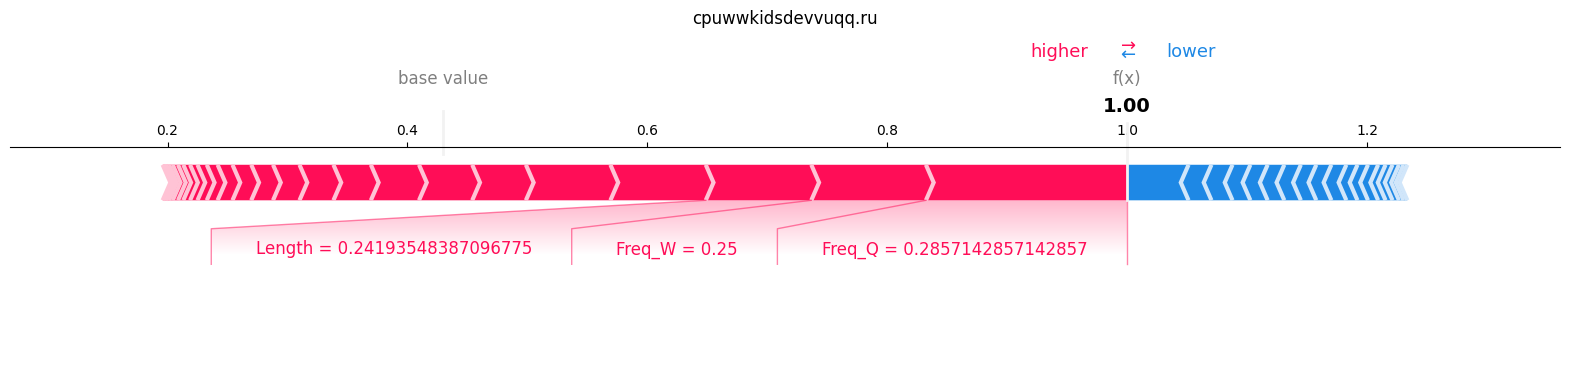 cpuwwkidsdevvuqq.ru
higher ⇄ lower
base value
f(x)
1.00
0.2 0.4 0.6 0.8 1.0 1.2
Length = 0.24193548387096775 Freq_W = 0.25 Freq_Q = 0.2857142857142857